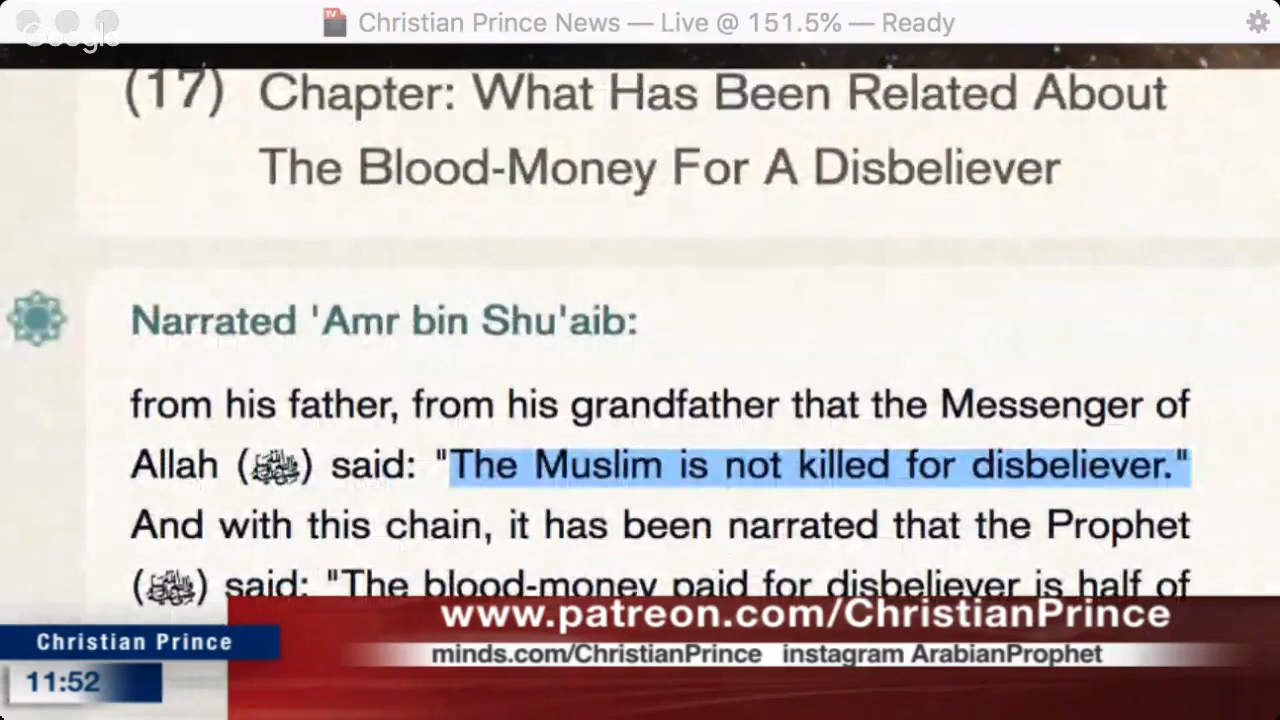 Christian Prince News — Live @ 151.5% — Ready
Google
(17) Chapter: What Has Been Related About
The Blood-Money For A Disbeliever
Narrated 'Amr bin Shu'aib:
from his father, from his grandfather that the Messenger of
Allah (ﷺ) said: "The Muslim is not killed for disbeliever."
And with this chain, it has been narrated that the Prophet
(ﷺ) said: "The blood-money paid for disbeliever is half of
www.patreon.com/ChristianPrince
Christian Prince
minds.com/ChristianPrince instagram ArabianProphet
11:52